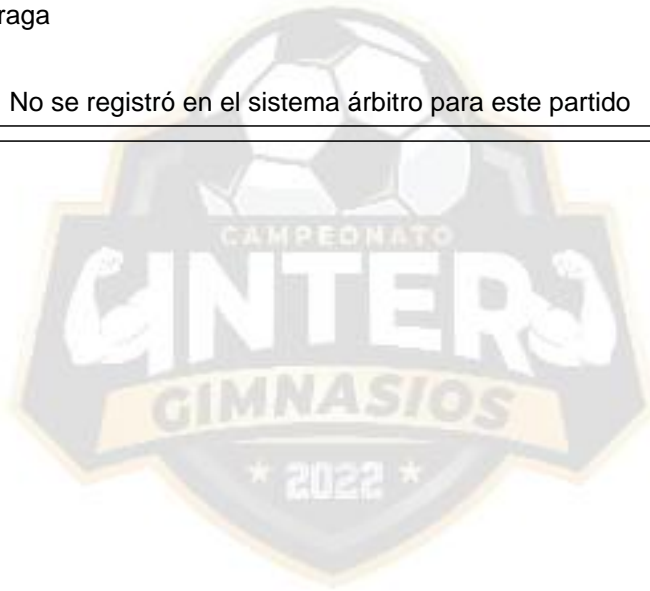 raga
No se registró en el sistema árbitro para este partido
CAMPEONATO
INTER
GIMNASIOS
* 2022 *